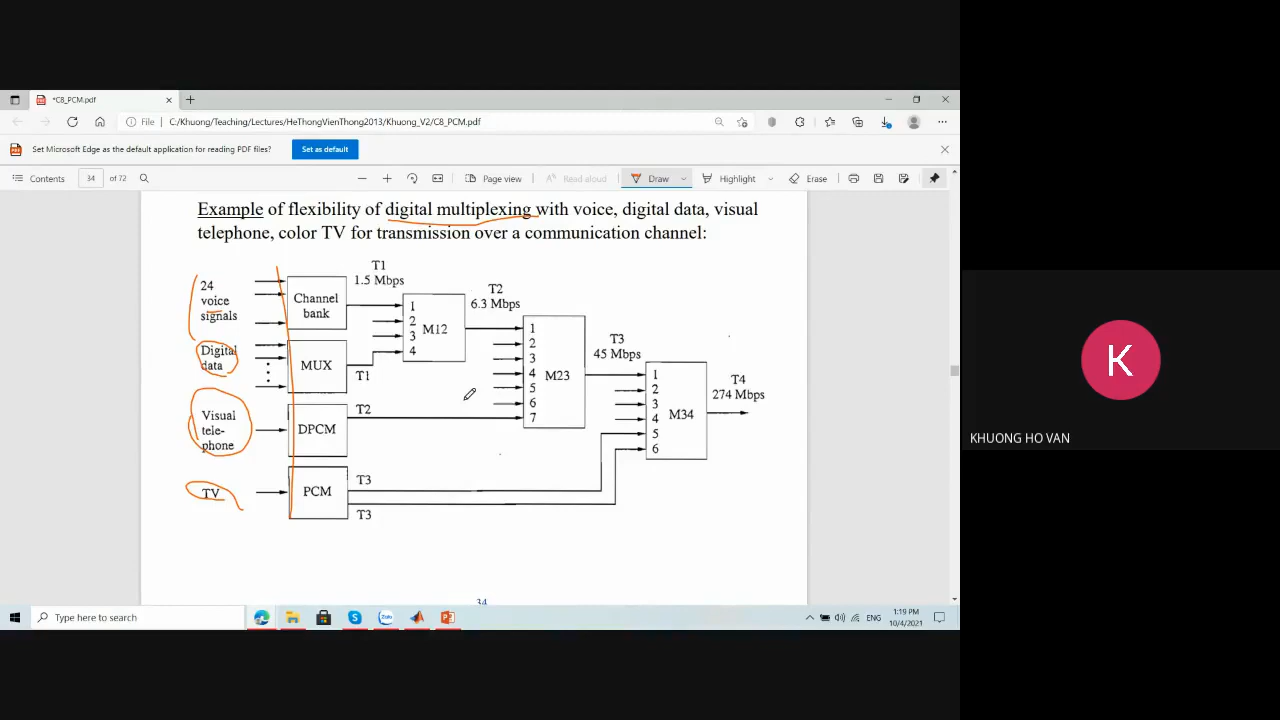 *C8_PCM.pdf
File
C:/Khuong/Teaching/Lectures/HeThongVienThong2013/Khuong_V2/C8_PCM.pdf
Set Microsoft Edge as the default application for reading PDF files?
Set as default
Contents
34
of 72
Page view
Read aloud
Draw
Highlight
Erase
Example of flexibility of digital multiplexing with voice, digital data, visual
telephone, color TV for transmission over a communication channel:
24
voice
signals
Channel
bank
T1
1.5 Mbps
1
2
3
4
M12
T2
6.3 Mbps
Digital
data
MUX
T1
1
2
3
4
5
6
7
M23
T3
45 Mbps
Visual
tele-
phone
DPCM
T2
1
2
3
4
5
6
M34
T4
274 Mbps
TV
PCM
T3
T3
34
K
KHUONG HO VAN
Type here to search
Zalo
ENG
1:19 PM
10/4/2021